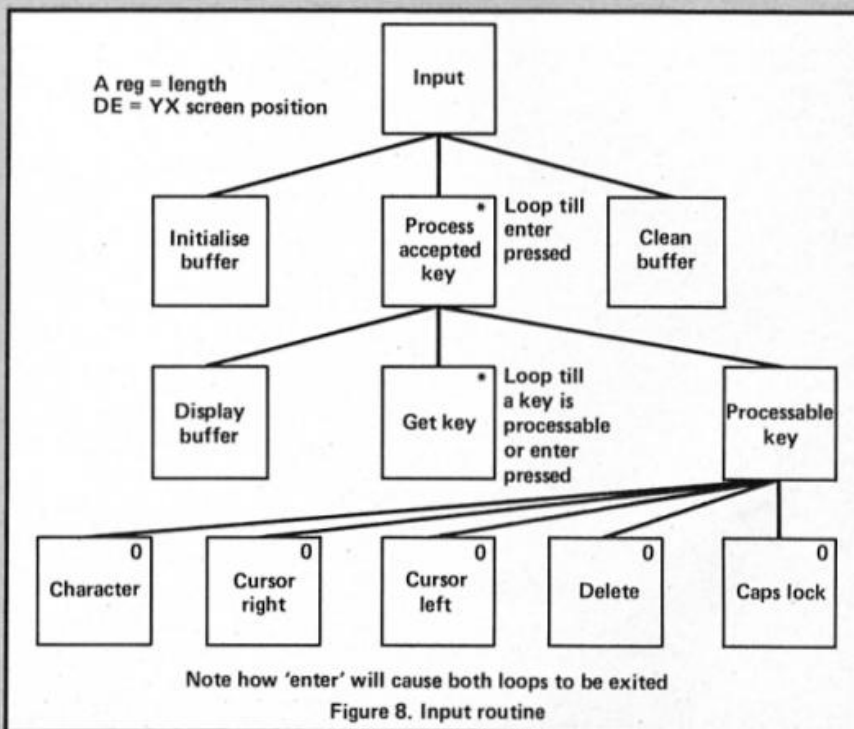 A reg = length
DE = YX screen position
Input
Initialise
buffer
*
Process
accepted
key
Loop till
enter
pressed
Clean
buffer
Display
buffer
*
Get key
Loop till
a key is
processable
or enter
pressed
Processable
key
0
Character
0
Cursor
right
0
Cursor
left
0
Delete
0
Caps lock
Note how 'enter' will cause both loops to be exited
Figure 8. Input routine